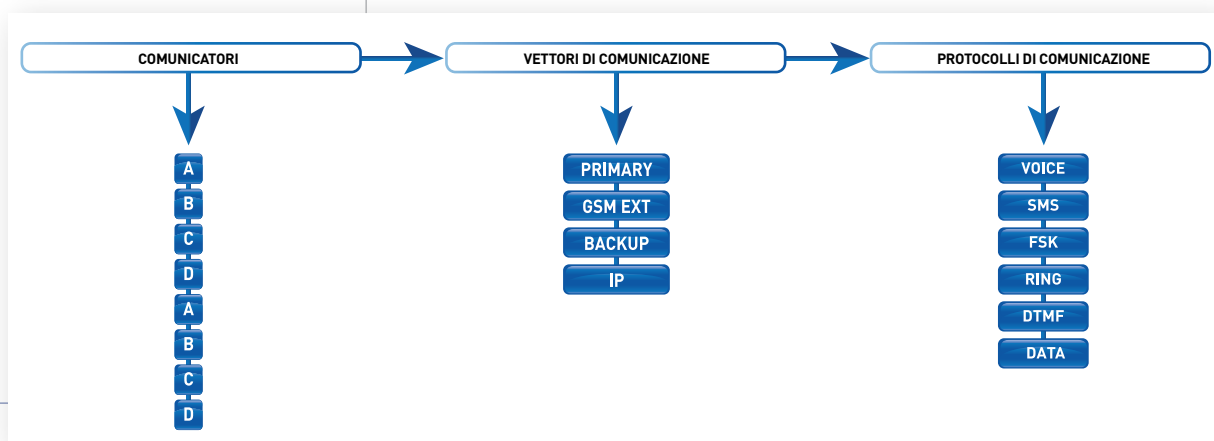 COMUNICATORI
VETTORI DI COMUNICAZIONE
PROTOCOLLI DI COMUNICAZIONE
A
B
C
D
A
B
C
D
PRIMARY
GSM EXT
BACKUP
IP
VOICE
SMS
FSK
RING
DTMF
DATA